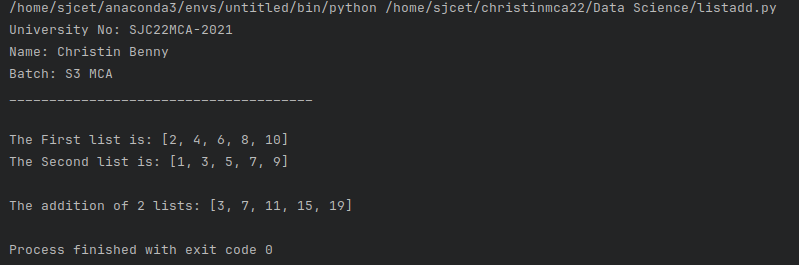 /home/sjcet/anaconda3/envs/untitled/bin/python /home/sjcet/christinmca22/Data Science/listadd.py
University No: SJC22MCA-2021
Name: Christin Benny
Batch: S3 MCA
______________________________________
The First list is: [2, 4, 6, 8, 10]
The Second list is: [1, 3, 5, 7, 9]
The addition of 2 lists: [3, 7, 11, 15, 19]
Process finished with exit code 0